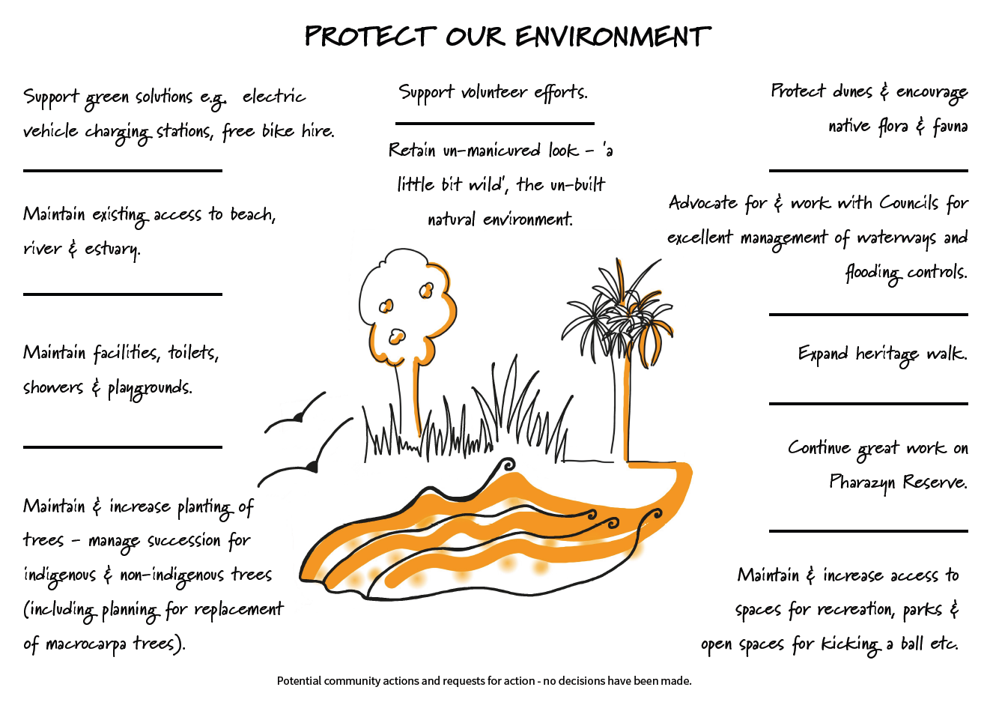 PROTECT OUR ENVIRONMENT
Support green solutions e.g. electric
vehicle charging stations, free bike hire.
Maintain existing access to beach,
river & estuary.
Maintain facilities, toilets,
showers & playgrounds.
Maintain & increase planting of
trees - manage succession for
indigenous & non-indigenous trees
(including planning for replacement
of macrocarpa trees).
Support volunteer efforts.
Retain un-manicured look - 'a
little bit wild', the un-built
natural environment.
Protect dunes & encourage
native flora & fauna
Advocate for & work with Councils for
excellent management of waterways and
flooding controls.
Expand heritage walk.
Continue great work on
Pharazyn Reserve.
Maintain & increase access to
spaces for recreation, parks &
open spaces for kicking a ball etc.
Potential community actions and requests for action - no decisions have been made.